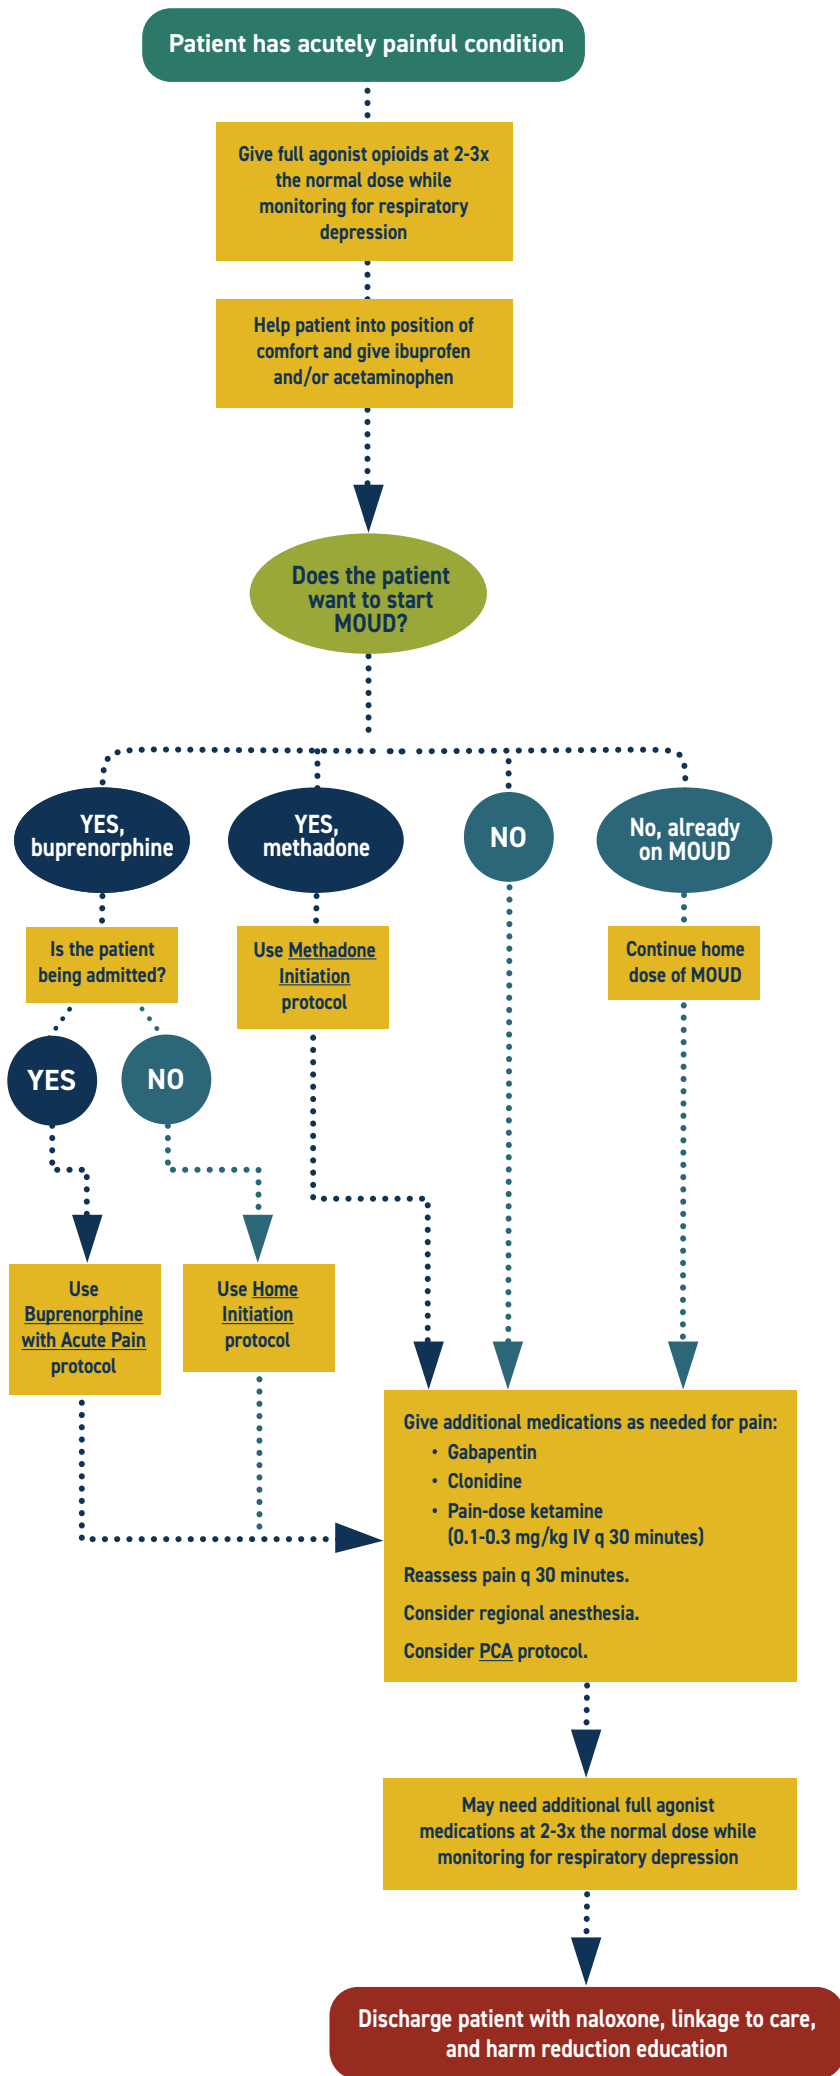 Patient has acutely painful condition
Give full agonist opioids at 2-3x
the normal dose while
monitoring for respiratory
depression
Help patient into position of
comfort and give ibuprofen
and/or acetaminophen
Does the patient
want to start
MOUD?
YES,
buprenorphine
YES,
methadone
NO
No, already
on MOUD
Is the patient
being admitted?
Use Methadone
Initiation
protocol
Continue home
dose of MOUD
YES
NO
Use
Buprenorphine
with Acute Pain
protocol
Use Home
Initiation
protocol
Give additional medications as needed for pain:
• Gabapentin
• Clonidine
• Pain-dose ketamine
(0.1-0.3 mg/kg IV q 30 minutes)
Reassess pain q 30 minutes.
Consider regional anesthesia.
Consider PCA protocol.
May need additional full agonist
medications at 2-3x the normal dose while
monitoring for respiratory depression
Discharge patient with naloxone, linkage to care,
and harm reduction education